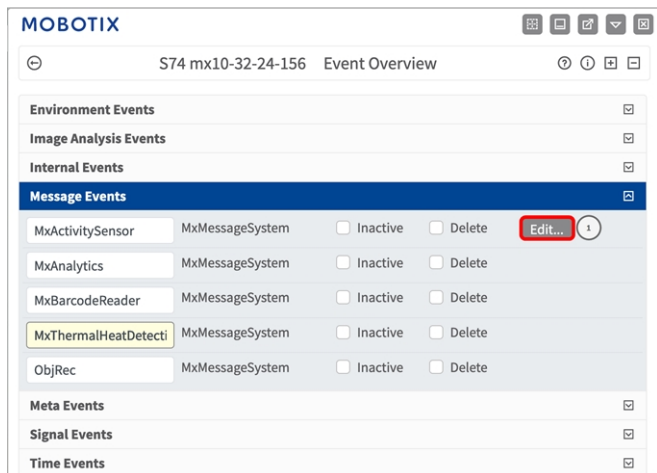 MOBOTIX
S74 mx10-32-24-156 Event Overview
Environment Events
Image Analysis Events
Internal Events
Message Events
MxActivitySensor MxMessageSystem Inactive Delete Edit... 1
MxAnalytics MxMessageSystem Inactive Delete
MxBarcodeReader MxMessageSystem Inactive Delete
MxThermalHeatDetecti MxMessageSystem Inactive Delete
ObjRec MxMessageSystem Inactive Delete
Meta Events
Signal Events
Time Events